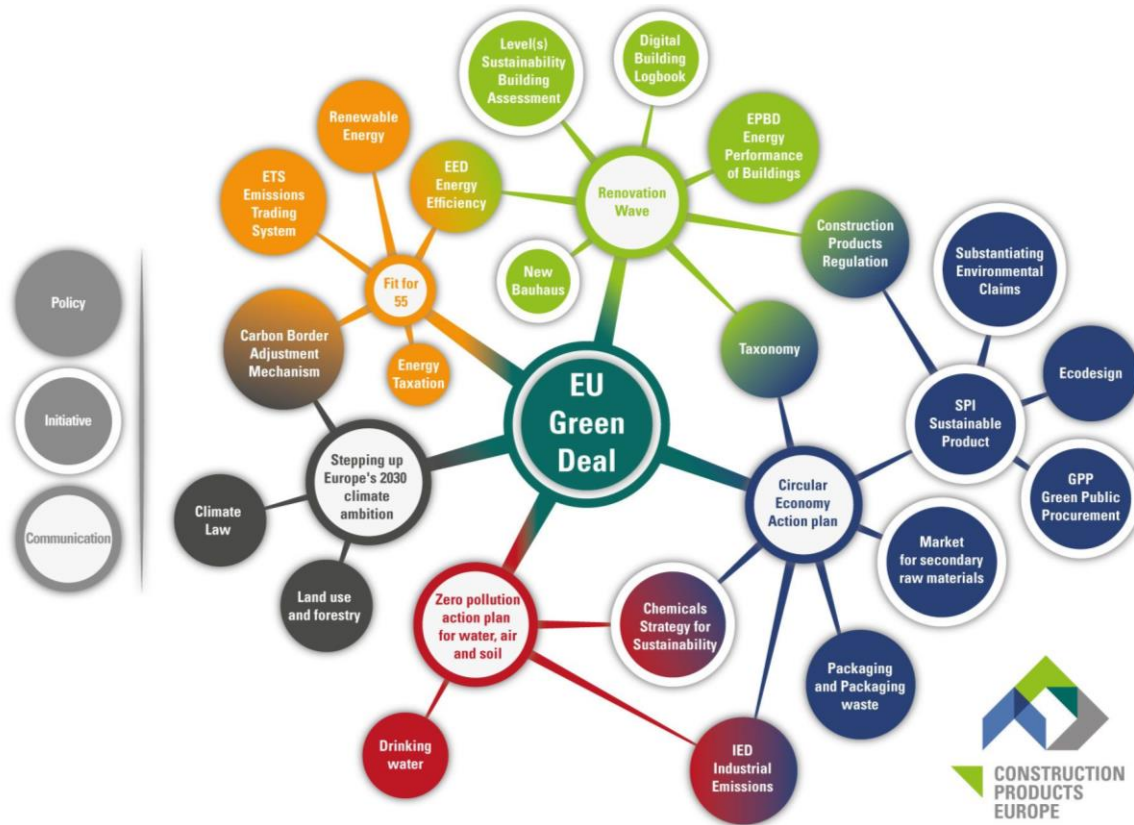 Policy
Initiative
Communication
EU
Green
Deal
Renovation
Wave
Level(s)
Sustainability
Building
Assessment
Digital
Building
Logbook
EPBD
Energy
Performance
of Buildings
Construction
Products
Regulation
Taxonomy
New
Bauhaus
EED
Energy
Efficiency
Fit for
55
Renewable
Energy
ETS
Emissions
Trading
System
Carbon Border
Adjustment
Mechanism
Energy
Taxation
Stepping up
Europe's 2030
climate
ambition
Climate
Law
Land use
and forestry
Zero pollution
action plan
for water, air
and soil
Drinking
water
Chemicals
Strategy for
Sustainability
IED
Industrial
Emissions
Circular
Economy
Action plan
Packaging
and Packaging
waste
Market
for secondary
raw materials
SPI
Sustainable
Product
Substantiating
Environmental
Claims
Ecodesign
GPP
Green Public
Procurement
CONSTRUCTION
PRODUCTS
EUROPE